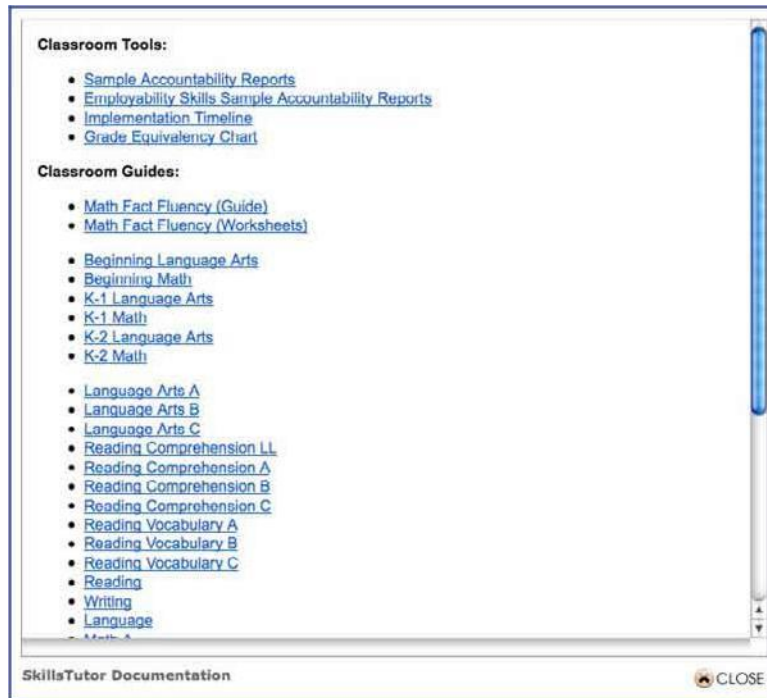 Classroom Tools:
Sample Accountability Reports
Employability Skills Sample Accountability Reports
Implementation Timeline
Grade Equivalency Chart
Classroom Guides:
Math Fact Fluency (Guide)
Math Fact Fluency (Worksheets)
Beginning Language Arts
Beginning Math
K-1 Language Arts
K-1 Math
K-2 Language Arts
K-2 Math
Language Arts A
Language Arts B
Language Arts C
Reading Comprehension LL
Reading Comprehension A
Reading Comprehension B
Reading Comprehension C
Reading Vocabulary A
Reading Vocabulary B
Reading Vocabulary C
Reading
Writing
Language
SkillsTutor Documentation
CLOSE